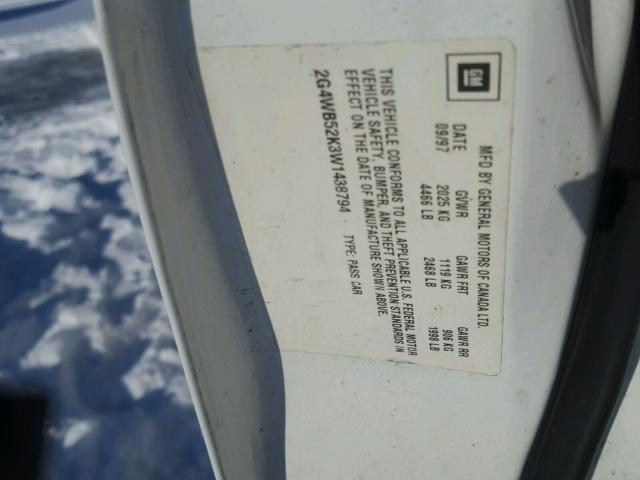 GM
MFD BY GENERAL MOTORS OF CANADA LTD.
DATE GVWR GAWR FRT GAWR RR
09/97 2025 KG 1119 KG 906 KG
4466 LB 2468 LB 1998 LB
THIS VEHICLE CONFORMS TO ALL APPLICABLE U.S. FEDERAL MOTOR
VEHICLE SAFETY, BUMPER, AND THEFT PREVENTION STANDARDS IN
EFFECT ON THE DATE OF MANUFACTURE SHOWN ABOVE.
2G4WB52K3W1438794 TYPE: PASS CAR